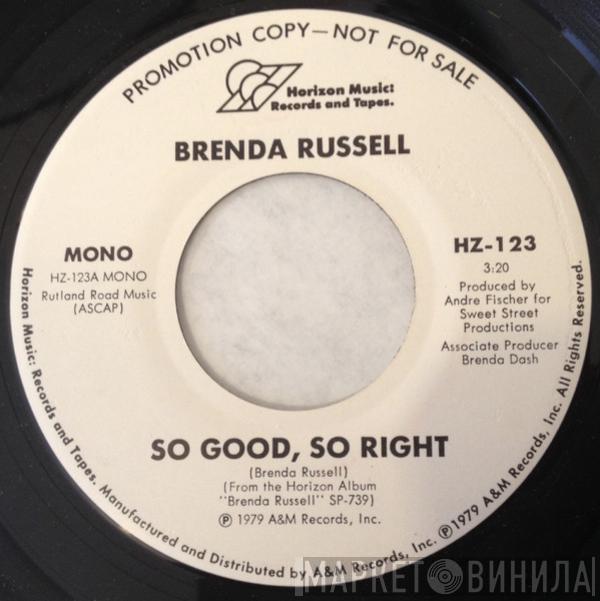 PROMOTION COPY—NOT FOR SALE
Horizon Music:
Records and Tapes.
BRENDA RUSSELL
MONO
HZ-123A MONO
Rutland Road Music
(ASCAP)
HZ-123
3:20
Produced by
Andre Fischer for
Sweet Street
Productions
Associate Producer
Brenda Dash
SO GOOD, SO RIGHT
(Brenda Russell)
(From the Horizon Album
"Brenda Russell" SP-739)
℗ 1979 A&M Records, Inc.
Horizon Music: Records and Tapes. Manufactured and Distributed by A&M Records, Inc. ℗1979 A&M Records, Inc. All Rights Reserved.
МАРКЕТ ВИНИЛА